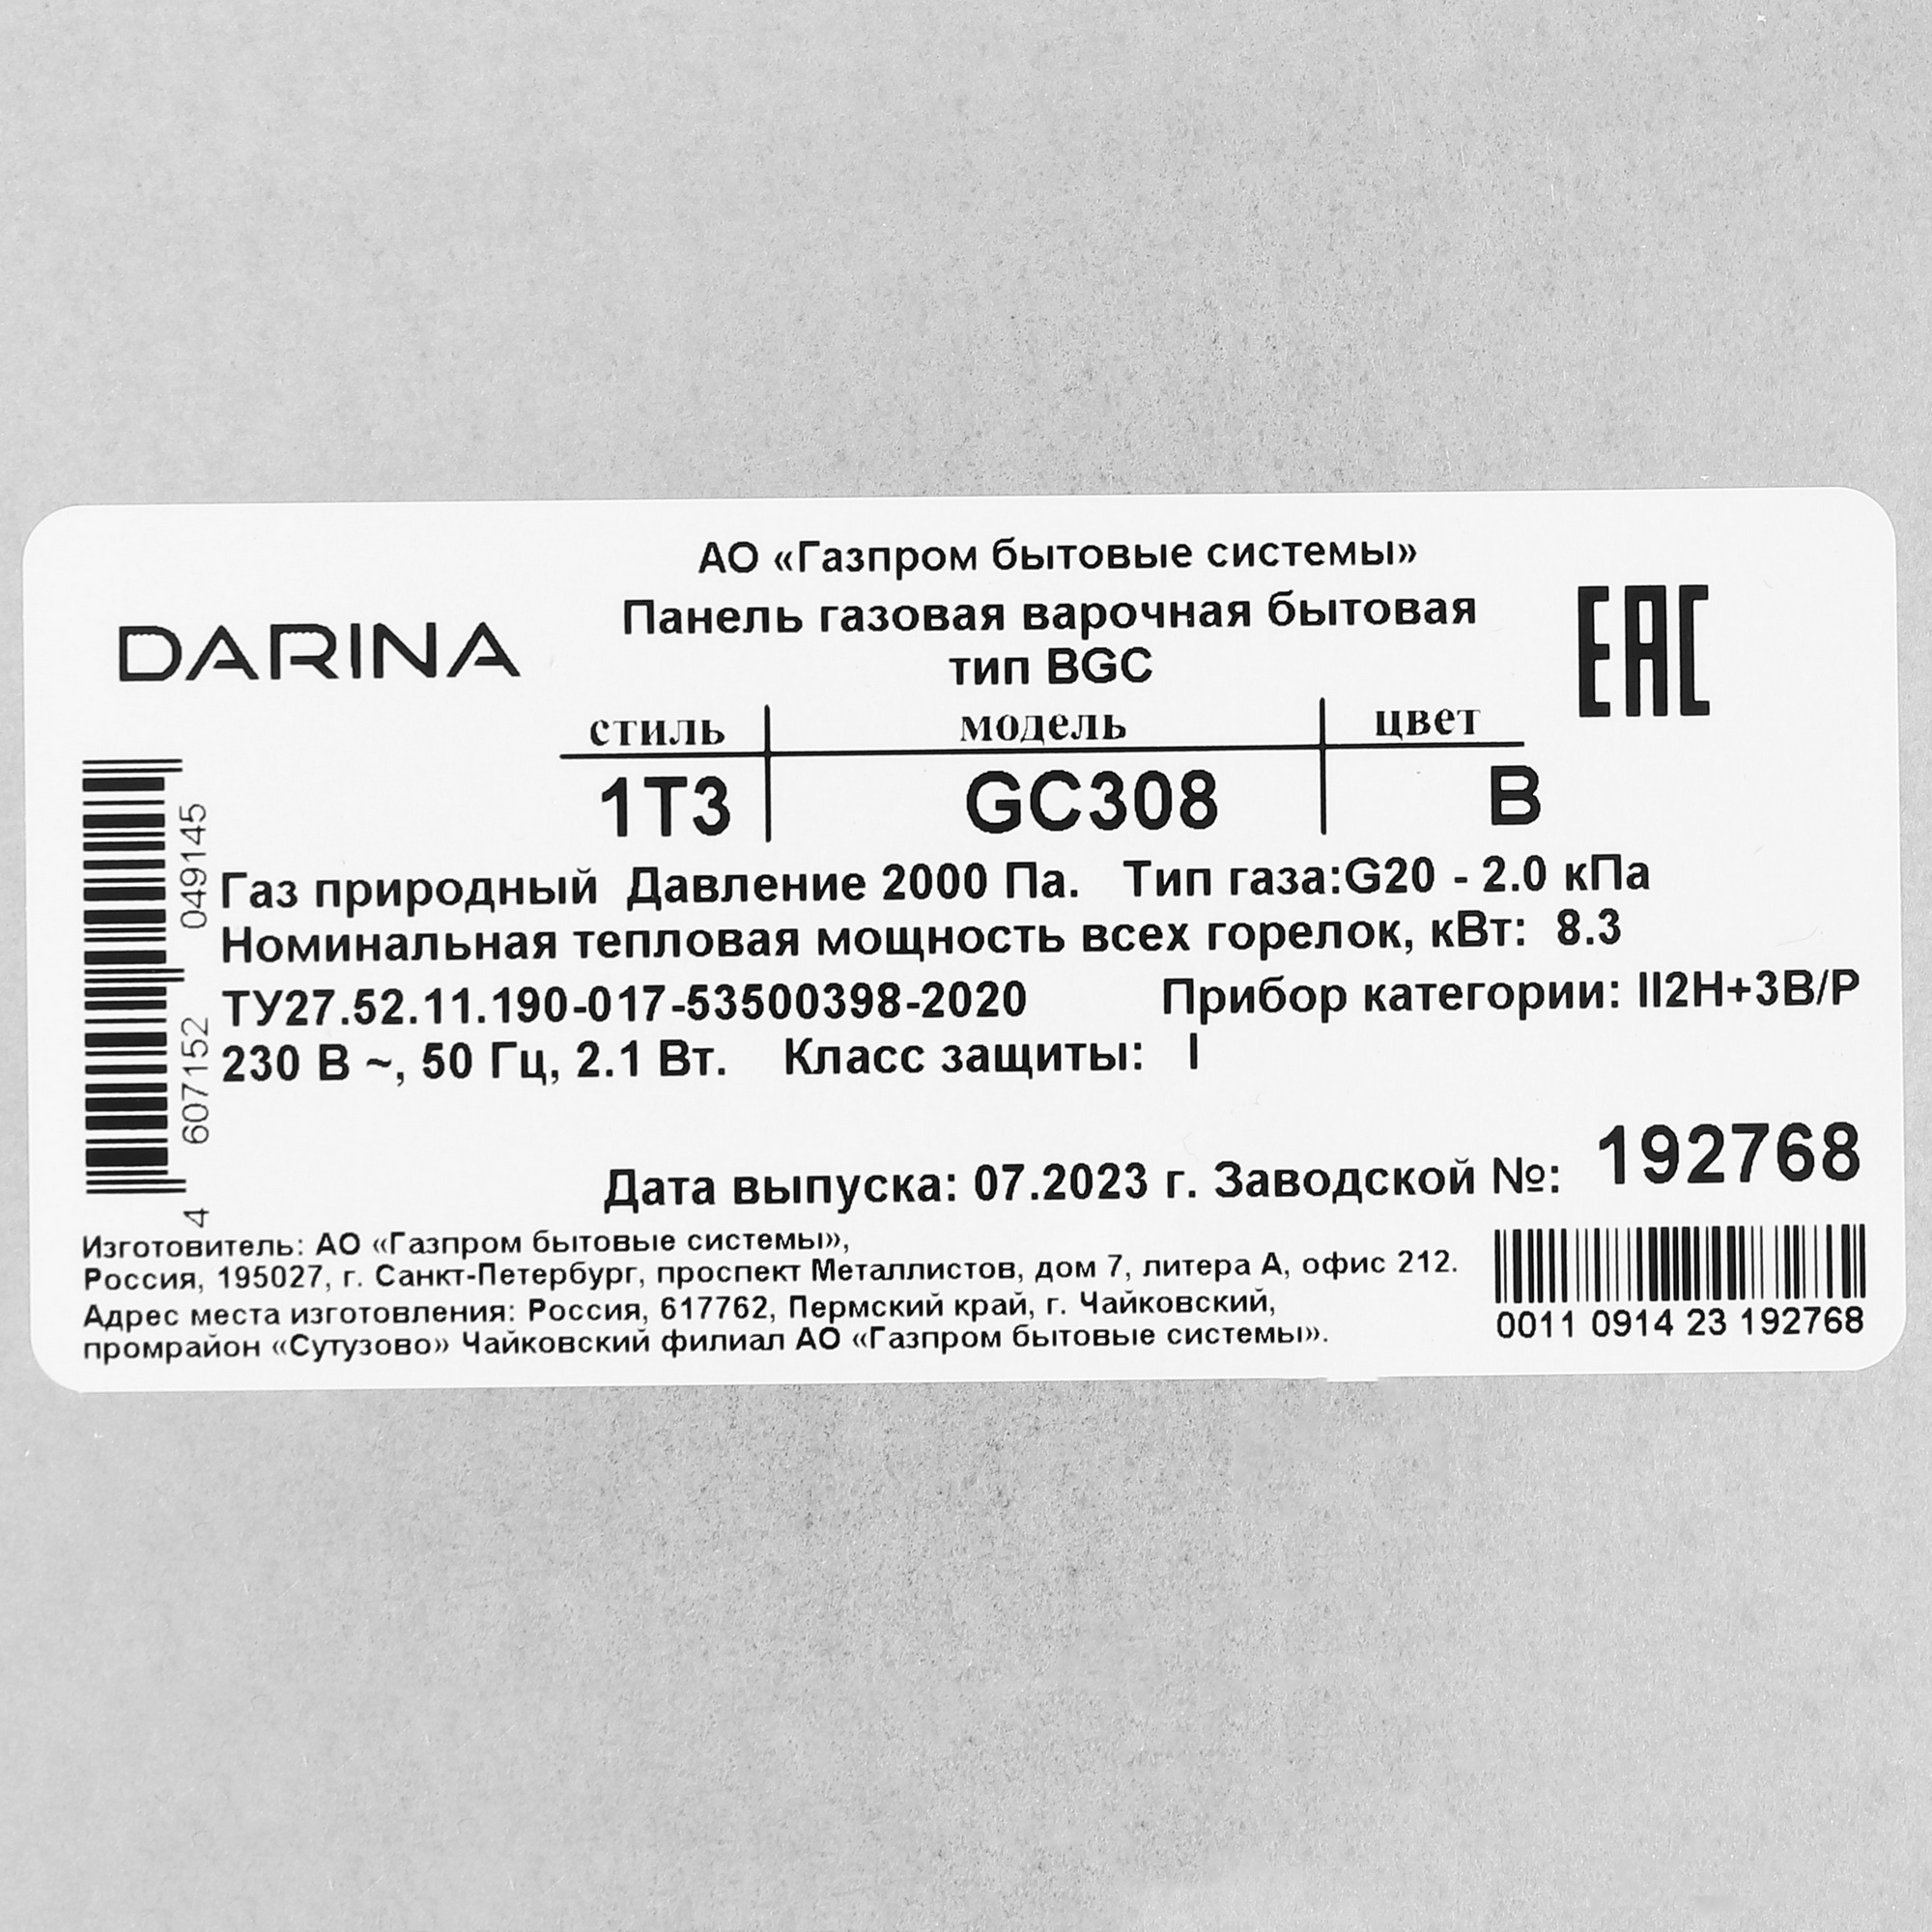 АО «Газпром бытовые системы»
DARINA
Панель газовая варочная бытовая
тип BGC
EAC
стиль модель цвет
1T3 GC308 B
Газ природный Давление 2000 Па. Тип газа:G20 - 2.0 кПа
Номинальная тепловая мощность всех горелок, кВт: 8.3
ТУ27.52.11.190-017-53500398-2020 Прибор категории: II2H+3B/P
230 В ~, 50 Гц, 2.1 Вт. Класс защиты: I
4 607152 049145
Дата выпуска: 07.2023 г. Заводской №: 192768
Изготовитель: АО «Газпром бытовые системы»,
Россия, 195027, г. Санкт-Петербург, проспект Металлистов, дом 7, литера А, офис 212.
Адрес места изготовления: Россия, 617762, Пермский край, г. Чайковский,
промрайон «Сутузово» Чайковский филиал АО «Газпром бытовые системы».
0011 0914 23 192768